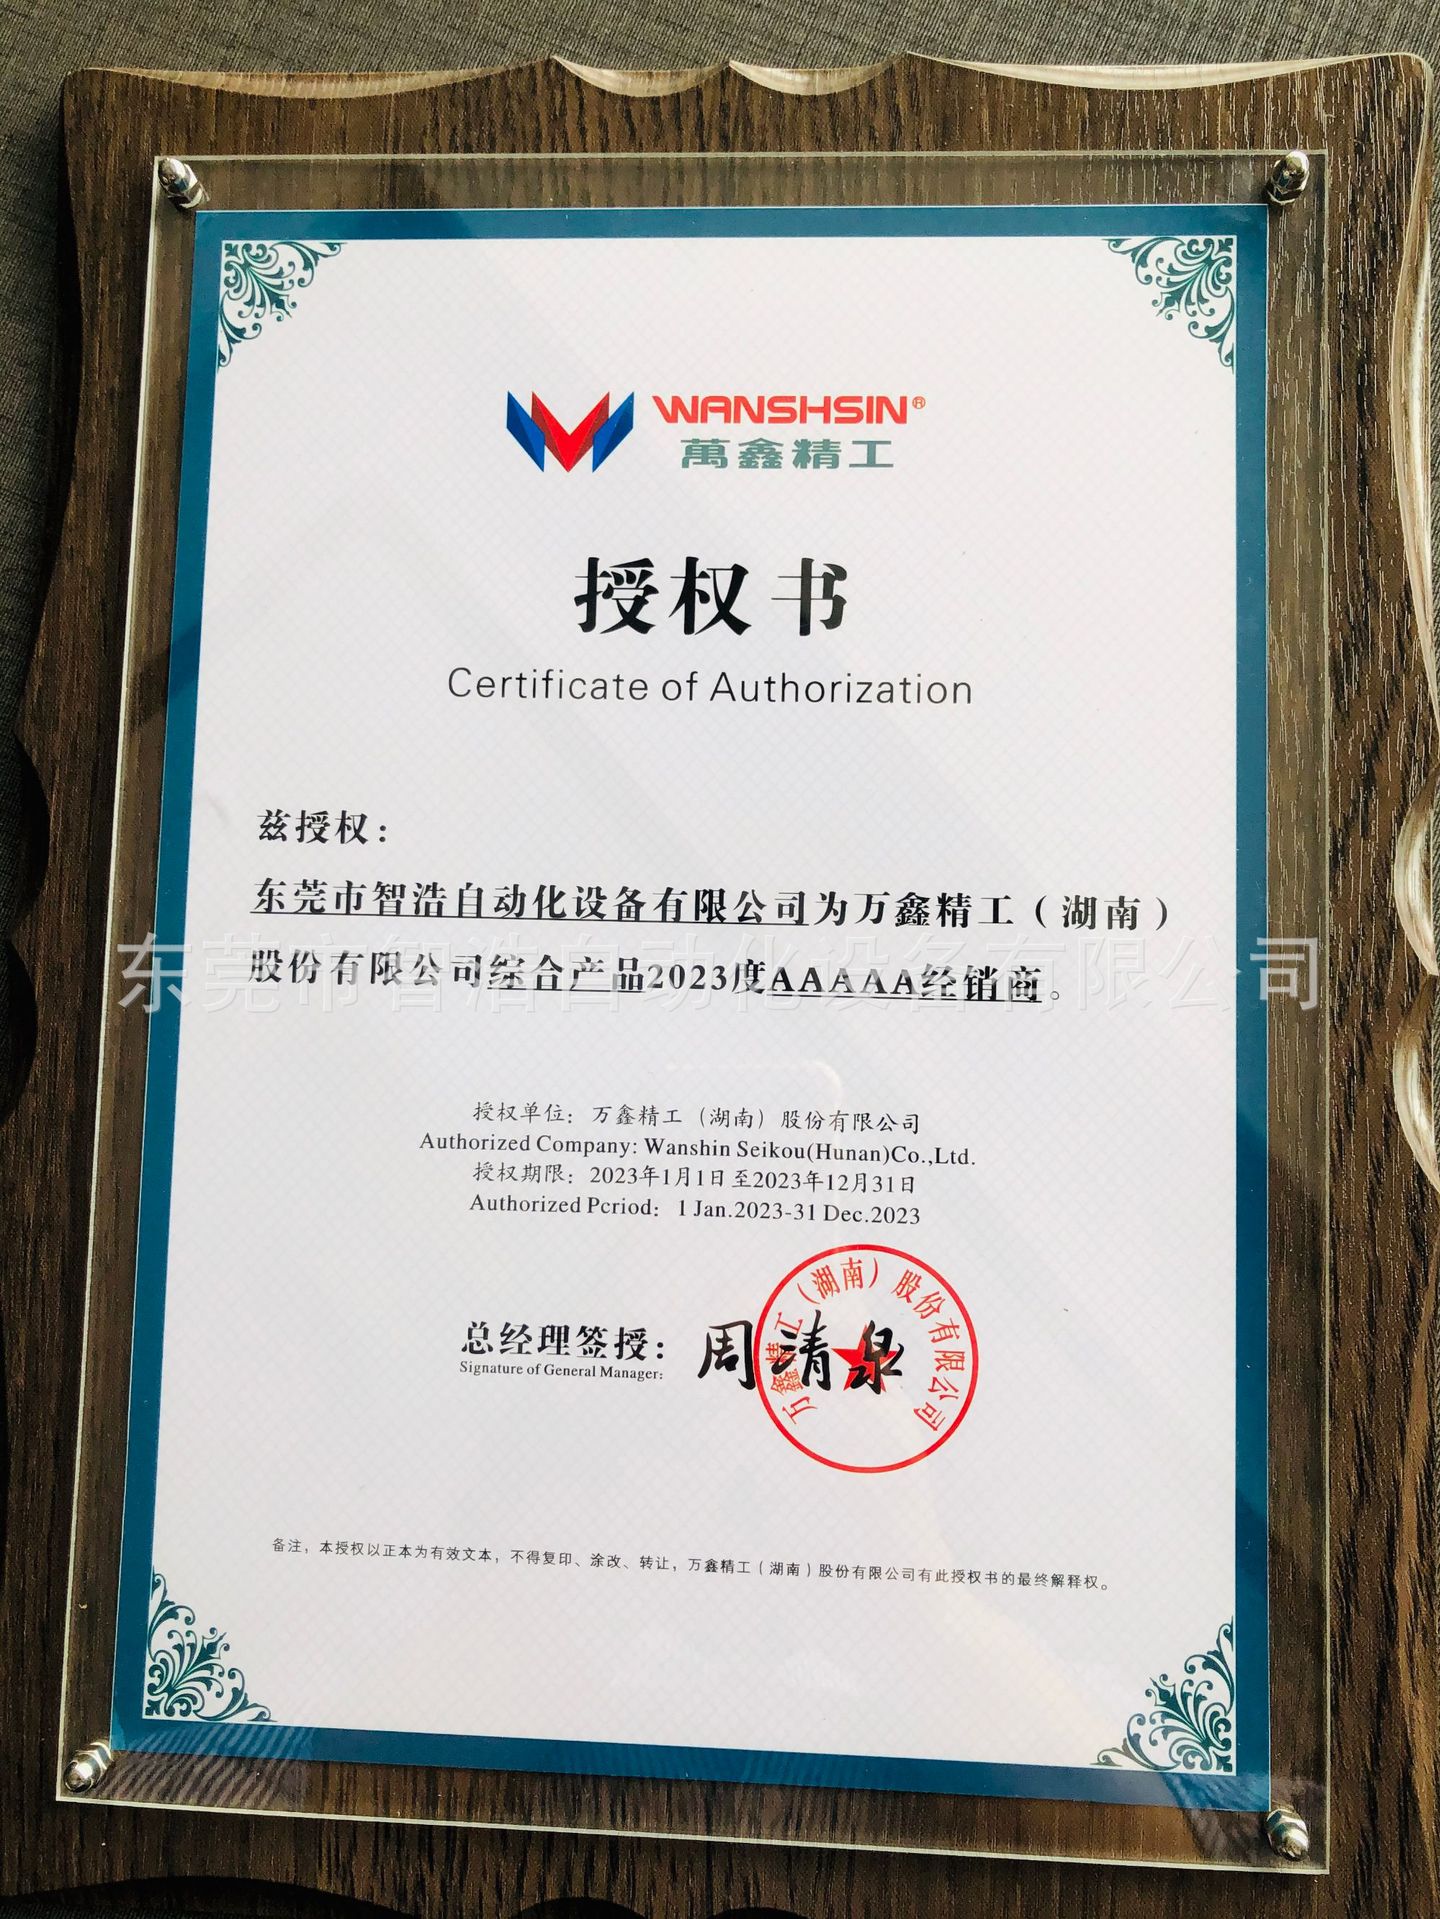 WANSHSIN®
萬鑫精工
授权书
Certificate of Authorization
兹授权：
东莞市智浩自动化设备有限公司为万鑫精工（湖南）
股份有限公司综合产品2023度AAAAA经销商。
东莞市智浩自动化设备有限公司
授权单位：万鑫精工（湖南）股份有限公司
Authorized Company: Wanshin Seikou(Hunan)Co.,Ltd.
授权期限：2023年1月1日至2023年12月31日
Authorized Pcriod：1 Jan.2023-31 Dec.2023
总经理签授：周清泉
Signature of General Manager:
万鑫精工（湖南）股份有限公司
备注，本授权以正本为有效文本，不得复印、涂改、转让，万鑫精工（湖南）股份有限公司有此授权书的最终解释权。